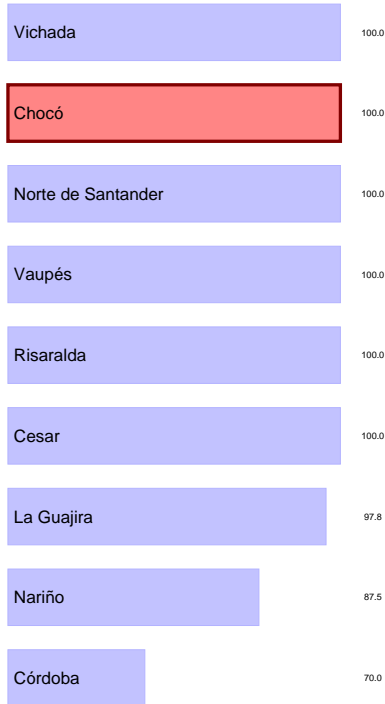 Vichada 100.0
Chocó 100.0
Norte de Santander 100.0
Vaupés 100.0
Risaralda 100.0
Cesar 100.0
La Guajira 97.8
Nariño 87.5
Córdoba 70.0